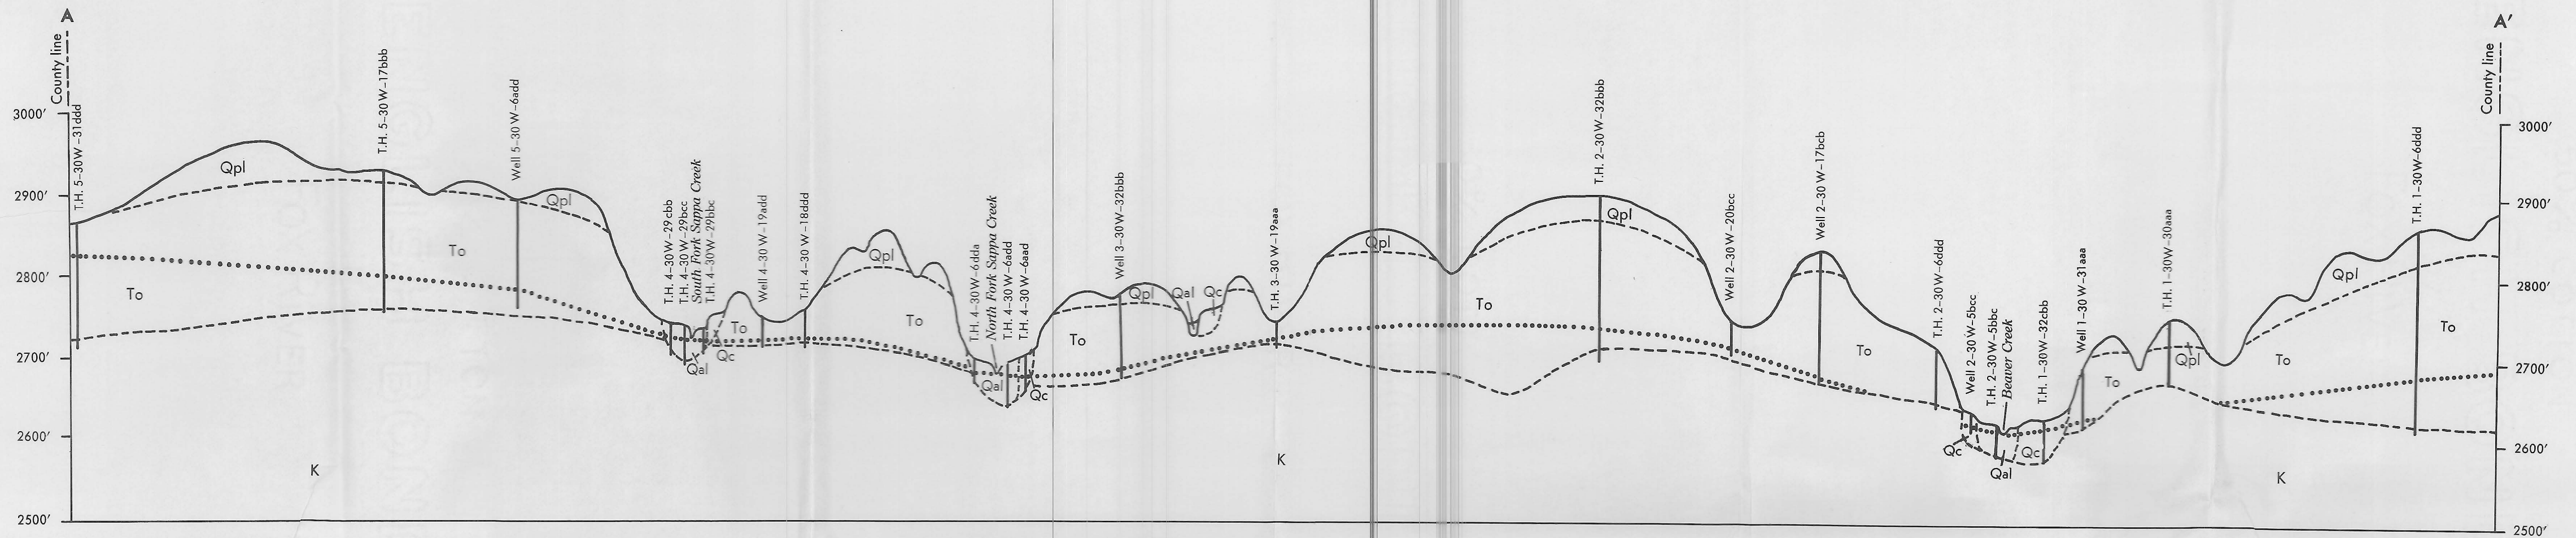 A
A'
County line
County line
3000'
2900'
2800'
2700'
2600'
2500'
3000'
2900'
2800'
2700'
2600'
2500'
T.H. 5-30W-31ddd
T.H. 5-30W-17bbb
Well 5-30W-6add
T.H. 4-30W-29cbb
T.H. 4-30W-29bcc
South Fork Sappa Creek
T.H. 4-30W-29bbc
Well 4-30W-19add
T.H. 4-30W-18ddd
T.H. 4-30W-6dda
North Fork Sappa Creek
T.H. 4-30W-6add
T.H. 4-30W-6aad
Well 3-30W-32bbb
T.H. 3-30W-19aaa
T.H. 2-30W-32bbb
Well 2-30W-20bcc
Well 2-30W-17bcb
T.H. 2-30W-6ddd
Well 2-30W-5bcc
T.H. 2-30W-5bbc
Beaver Creek
T.H. 1-30W-32cbb
Well 1-30W-31aaa
T.H. 1-30W-30aaa
T.H. 1-30W-6ddd
Qpl
To
To
Qpl
Qal
Qc
To
Qpl
To
Qal
Qc
To
Qpl
Qal
Qc
Qpl
To
Qpl
To
Qc
Qal
Qc
To
Qpl
To
Qpl
To
K
K
K